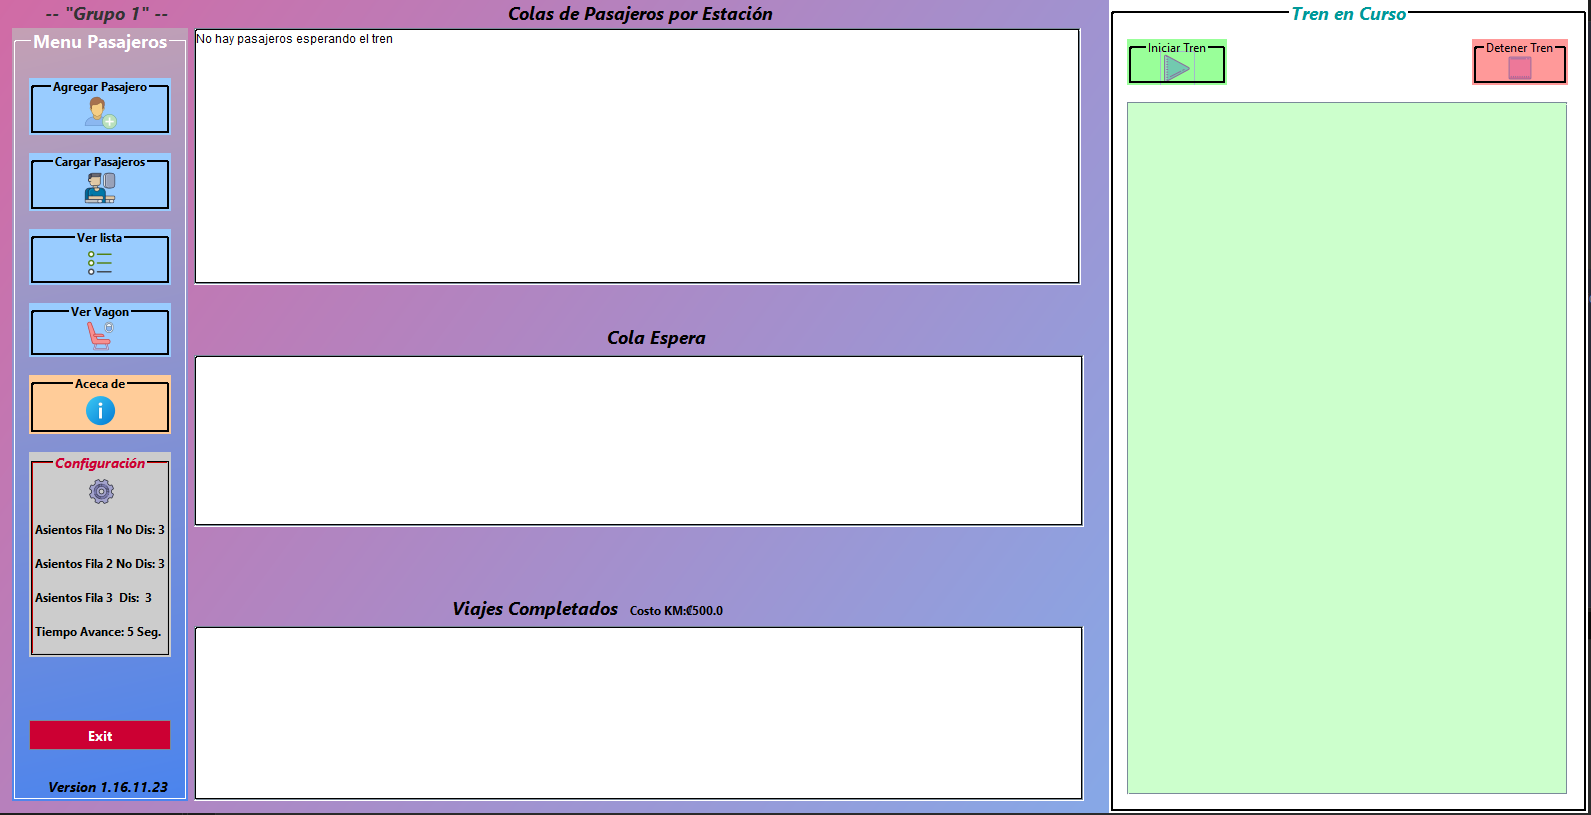 -- "Grupo 1" --
Menu Pasajeros
Agregar Pasajero
Cargar Pasajeros
Ver lista
Ver Vagon
Aceca de
Configuración
Asientos Fila 1 No Dis: 3
Asientos Fila 2 No Dis: 3
Asientos Fila 3 Dis: 3
Tiempo Avance: 5 Seg.
Exit
Version 1.16.11.23
Colas de Pasajeros por Estación
No hay pasajeros esperando el tren
Cola Espera
Viajes Completados Costo KM:₡500.0
Tren en Curso
Iniciar Tren
Detener Tren